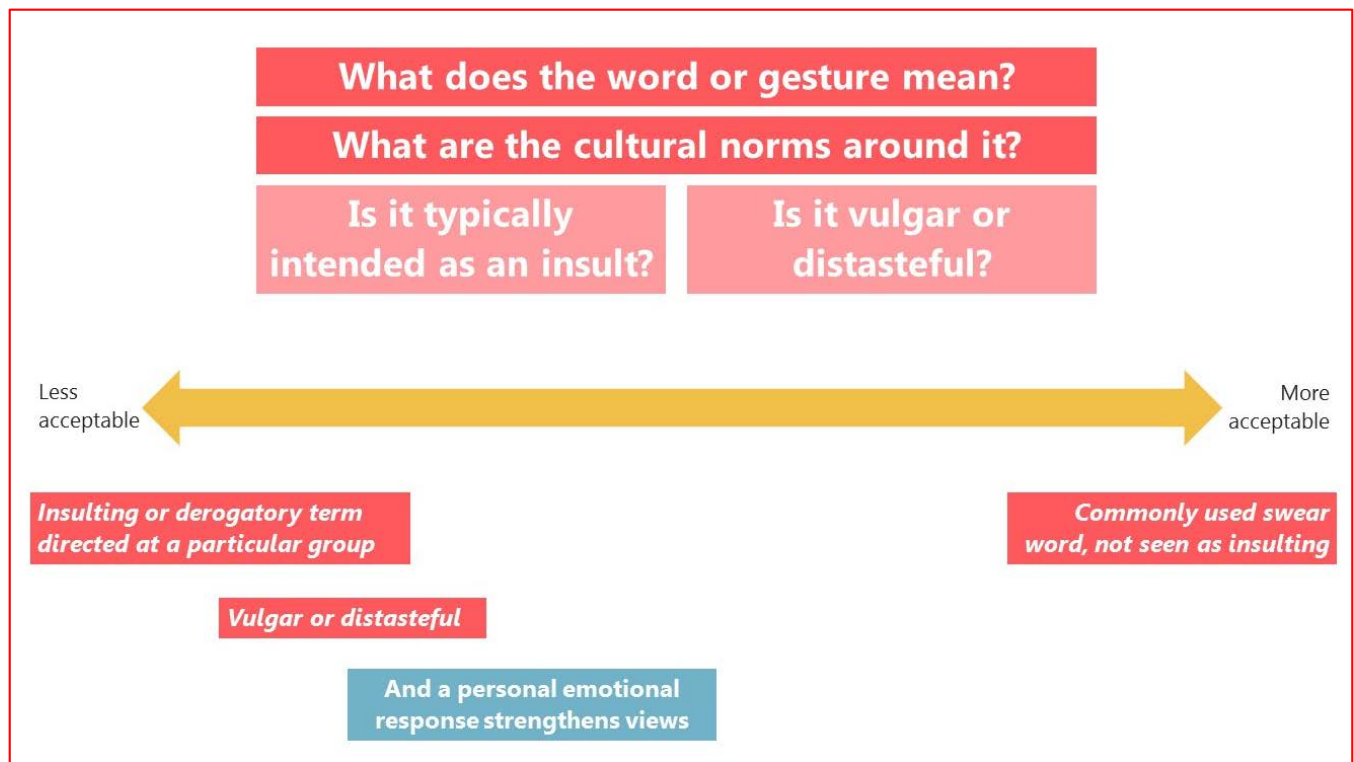 What does the word or gesture mean?
What are the cultural norms around it?
Is it typically
intended as an insult?
Is it vulgar or
distasteful?
Less
acceptable
More
acceptable
Insulting or derogatory term
directed at a particular group
Commonly used swear
word, not seen as insulting
Vulgar or distasteful
And a personal emotional
response strengthens views